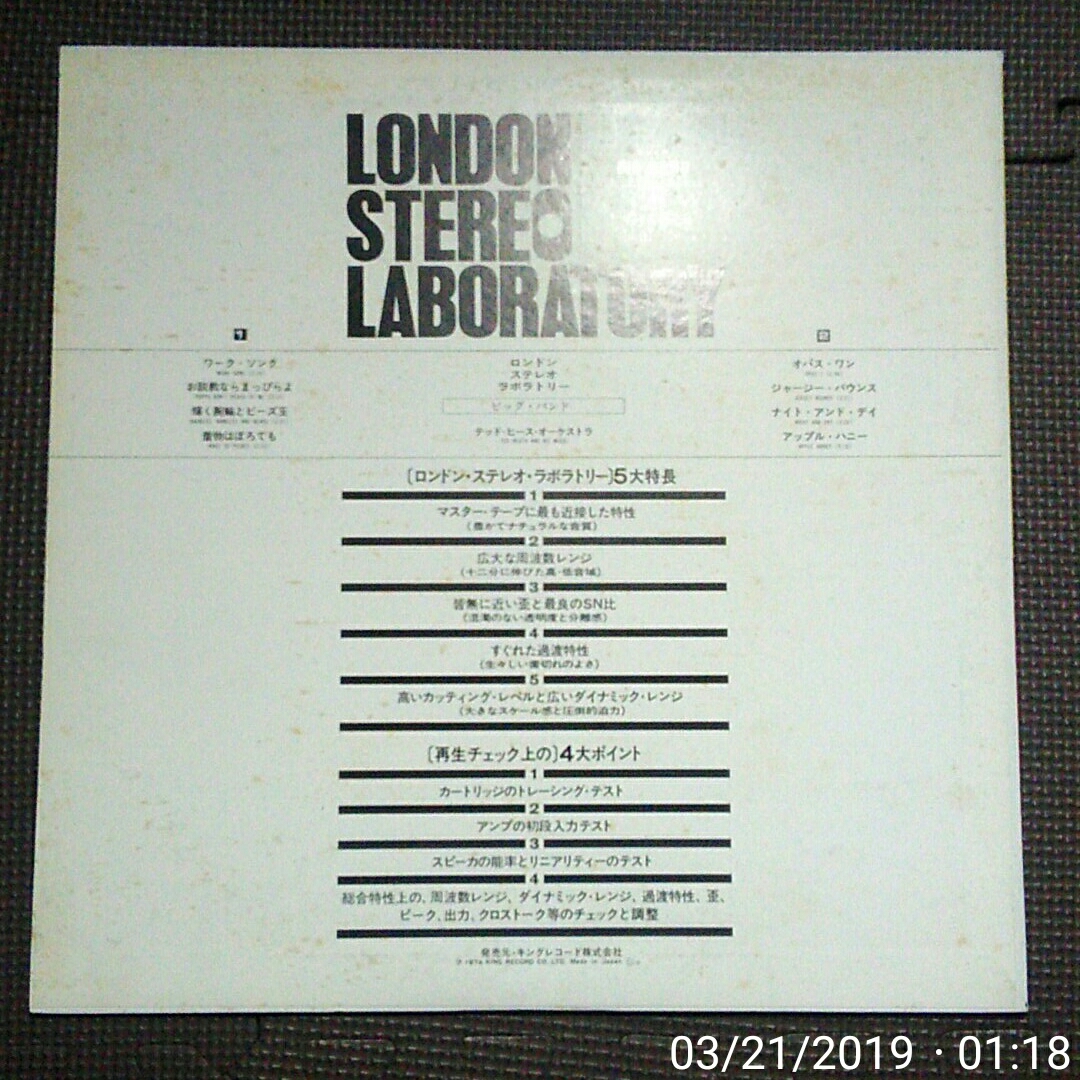 LONDON
STEREO
LABORATORY
1
ワーク・ソング
お説教ならまっぴらよ
輝く腕輪とビーズ玉
着物はぼろでも
ロンドン
ステレオ
ラボラトリー
ビッグ・バンド
テッド・ヒース・オーケストラ
2
オパス・ワン
ジャージー・バウンス
ナイト・アンド・デイ
アップル・ハニー
〔ロンドン・ステレオ・ラボラトリー〕5大特長
1
マスター・テープに最も近接した特性
(豊かでナチュラルな音質)
2
広大な周波数レンジ
(十二分に伸びた高・低音域)
3
皆無に近い歪と最良のSN比
(混濁のない透明度と分離感)
4
すぐれた過渡特性
(生々しい歯切れのよさ)
5
高いカッティング・レベルと広いダイナミック・レンジ
(大きなスケール感と圧倒的迫力)
〔再生チェック上の〕4大ポイント
1
カートリッジのトレーシング・テスト
2
アンプの初段入力テスト
3
スピーカの能率とリニアリティーのテスト
4
総合特性上の、周波数レンジ、ダイナミック・レンジ、過渡特性、歪、
ピーク、出力、クロストーク等のチェックと調整
発売元・キングレコード株式会社
KING RECORD CO., LTD. Made in Japan
03/21/2019・01:18